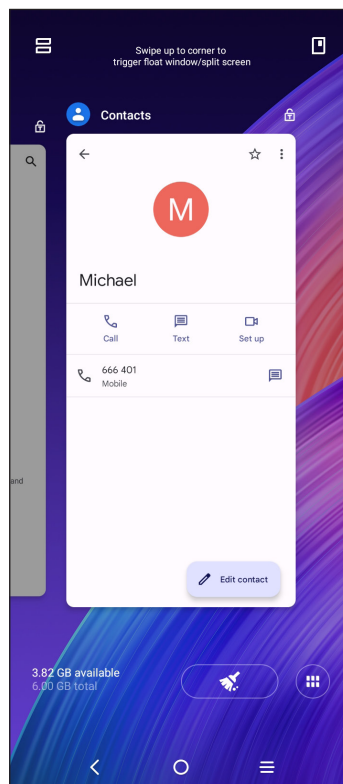 Swipe up to corner to
trigger float window/split screen
Contacts
M
Michael
Call Text Set up
666 401
Mobile
and
Edit contact
3.82 GB available
6.00 GB total